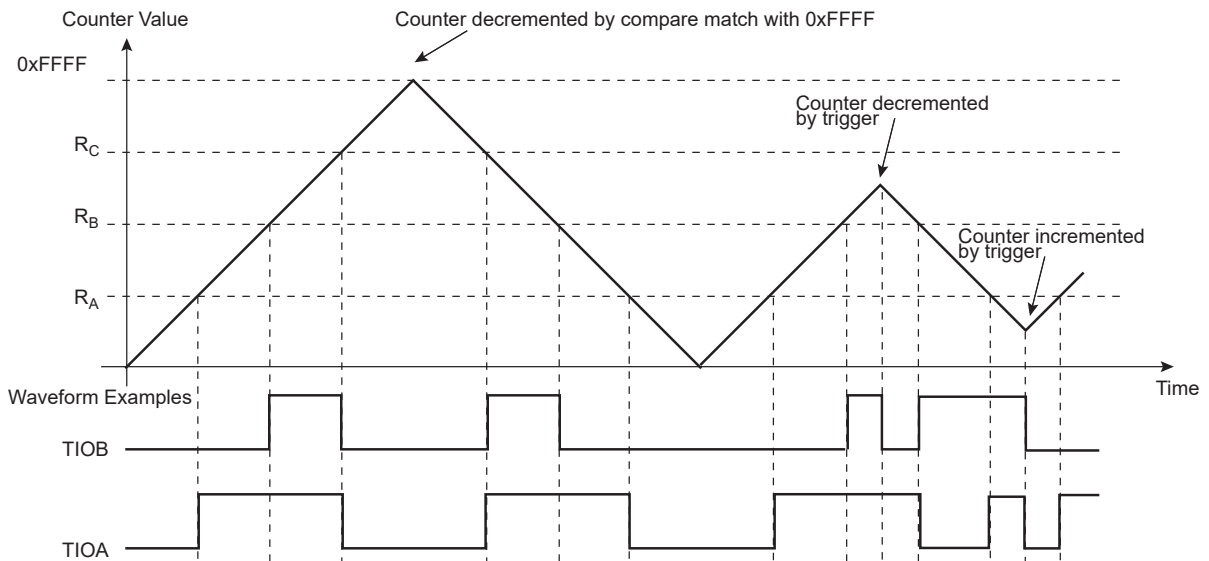 Counter Value
Counter decremented by compare match with 0xFFFF
0xFFFF
Counter decremented
by trigger
RC
RB
Counter incremented
by trigger
RA
Time
Waveform Examples
TIOB
TIOA